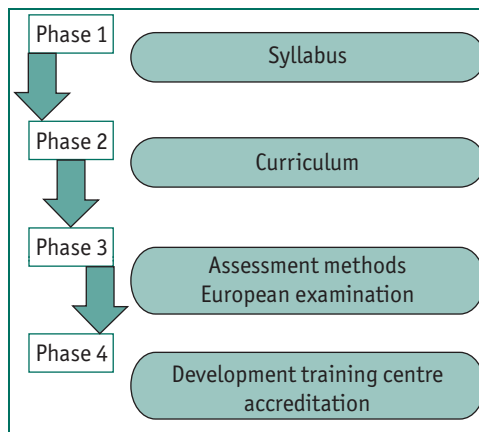 Phase 1
Syllabus
Phase 2
Curriculum
Phase 3
Assessment methods
European examination
Phase 4
Development training centre
accreditation